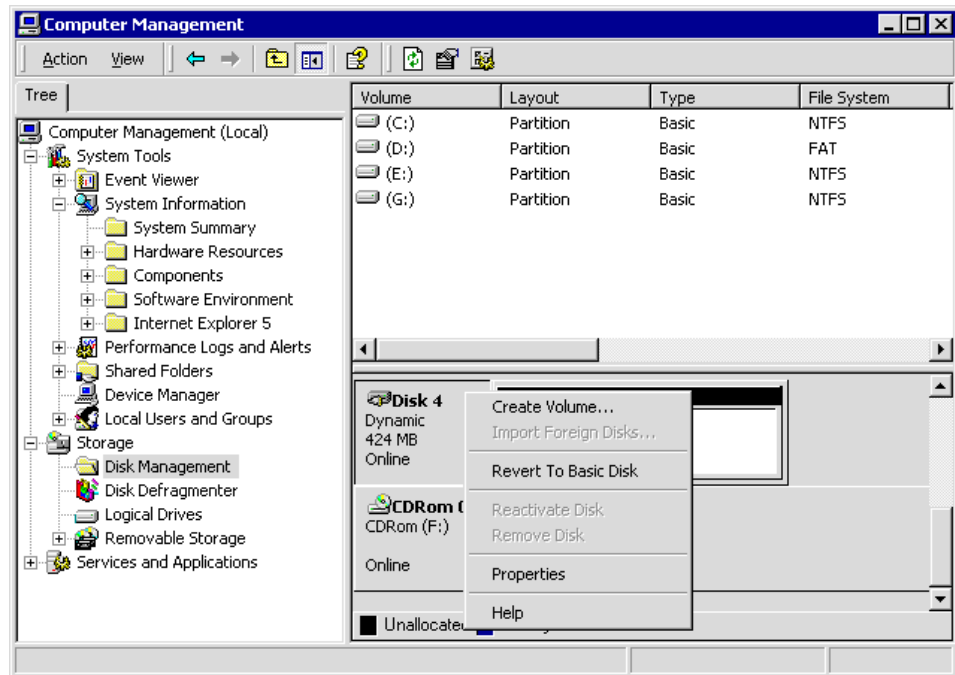 Computer Management
Action View
Tree
Computer Management (Local)
System Tools
Event Viewer
System Information
System Summary
Hardware Resources
Components
Software Environment
Internet Explorer 5
Performance Logs and Alerts
Shared Folders
Device Manager
Local Users and Groups
Storage
Disk Management
Disk Defragmenter
Logical Drives
Removable Storage
Services and Applications
Volume Layout Type File System
(C:) Partition Basic NTFS
(D:) Partition Basic FAT
(E:) Partition Basic NTFS
(G:) Partition Basic NTFS
Disk 4
Dynamic
424 MB
Online
CDRom
CDRom (F:)
Online
Unallocated
Create Volume...
Import Foreign Disks...
Revert To Basic Disk
Reactivate Disk
Remove Disk
Properties
Help